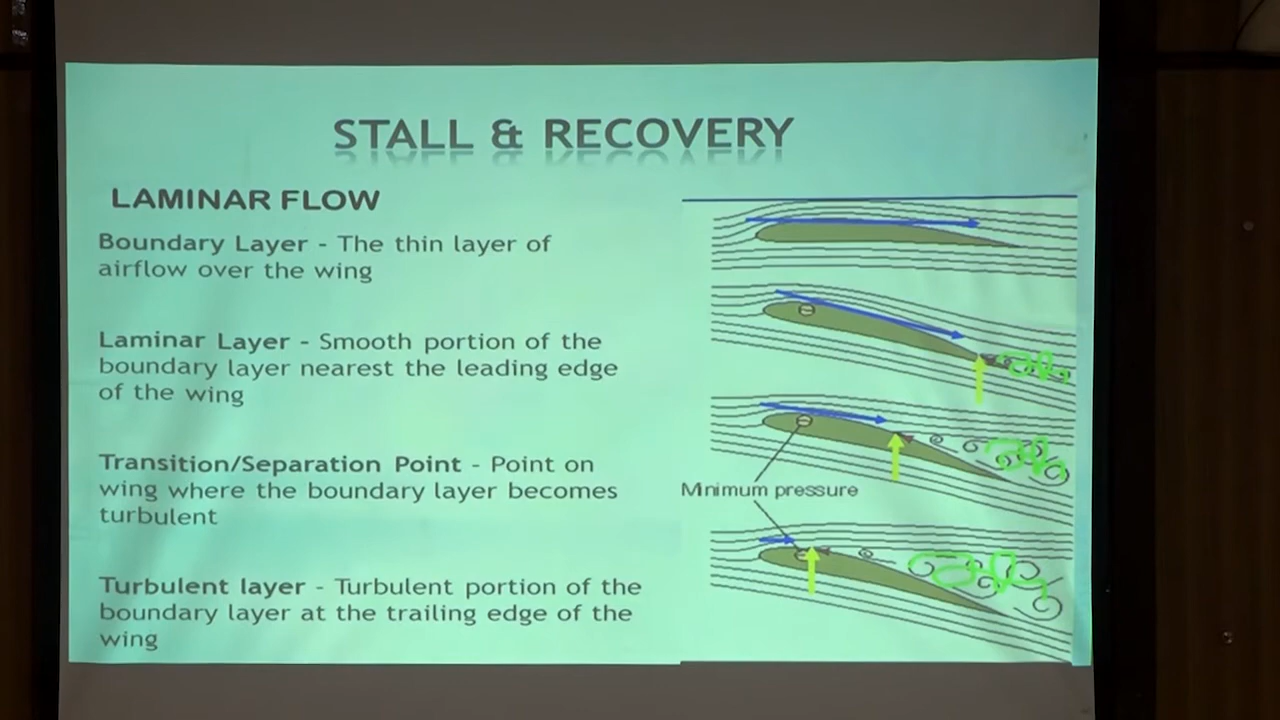 STALL & RECOVERY
LAMINAR FLOW
Boundary Layer - The thin layer of
airflow over the wing
Laminar Layer - Smooth portion of the
boundary layer nearest the leading edge
of the wing
Transition/Separation Point - Point on
wing where the boundary layer becomes
turbulent
Turbulent layer - Turbulent portion of the
boundary layer at the trailing edge of the
wing
Minimum pressure